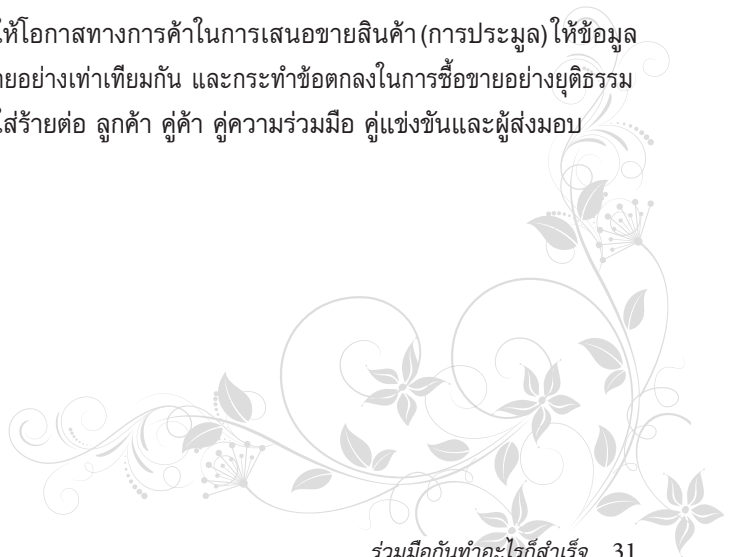 ให้โอกาสทางการค้าในการเสนอขายสินค้า (การประมูล) ให้ข้อมูล
อย่างเท่าเทียมกัน และกระทำข้อตกลงในการซื้อขายอย่างยุติธรรม
ต่อ ลูกค้า คู่ค้า คู่ความร่วมมือ คู่แข่งขันและผู้ส่งมอบ
ร่วมมือกันทำอะไรก็สำเร็จ 31